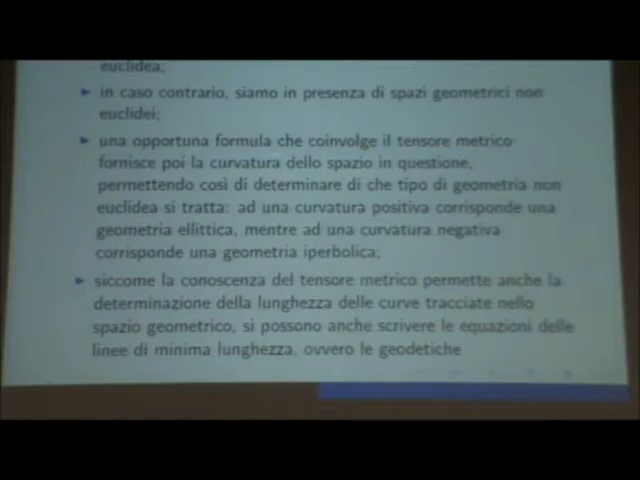 euclidea;
▶ in caso contrario, siamo in presenza di spazi geometrici non
euclidei;
▶ una opportuna formula che coinvolge il tensore metrico
fornisce poi la curvatura dello spazio in questione,
permettendo così di determinare di che tipo di geometria non
euclidea si tratta: ad una curvatura positiva corrisponde una
geometria ellittica, mentre ad una curvatura negativa
corrisponde una geometria iperbolica;
▶ siccome la conoscenza del tensore metrico permette anche la
determinazione della lunghezza delle curve tracciate nello
spazio geometrico, si possono anche scrivere le equazioni delle
linee di minima lunghezza, ovvero le geodetiche